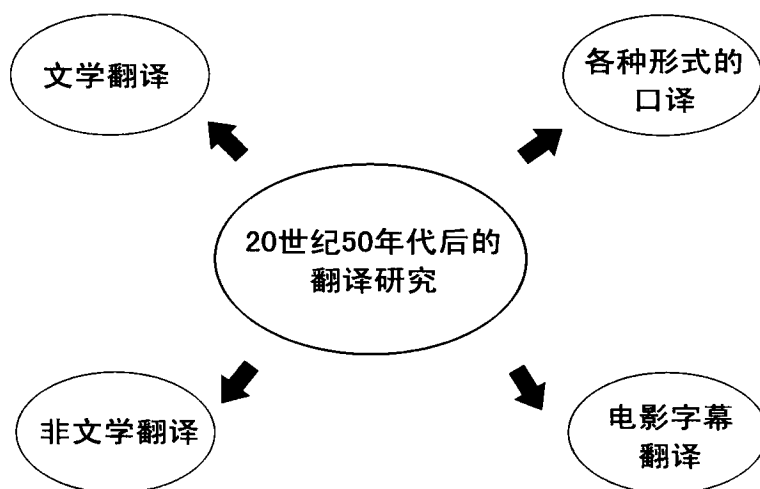 文学翻译
各种形式的
口译
20世纪50年代后的
翻译研究
非文学翻译
电影字幕
翻译